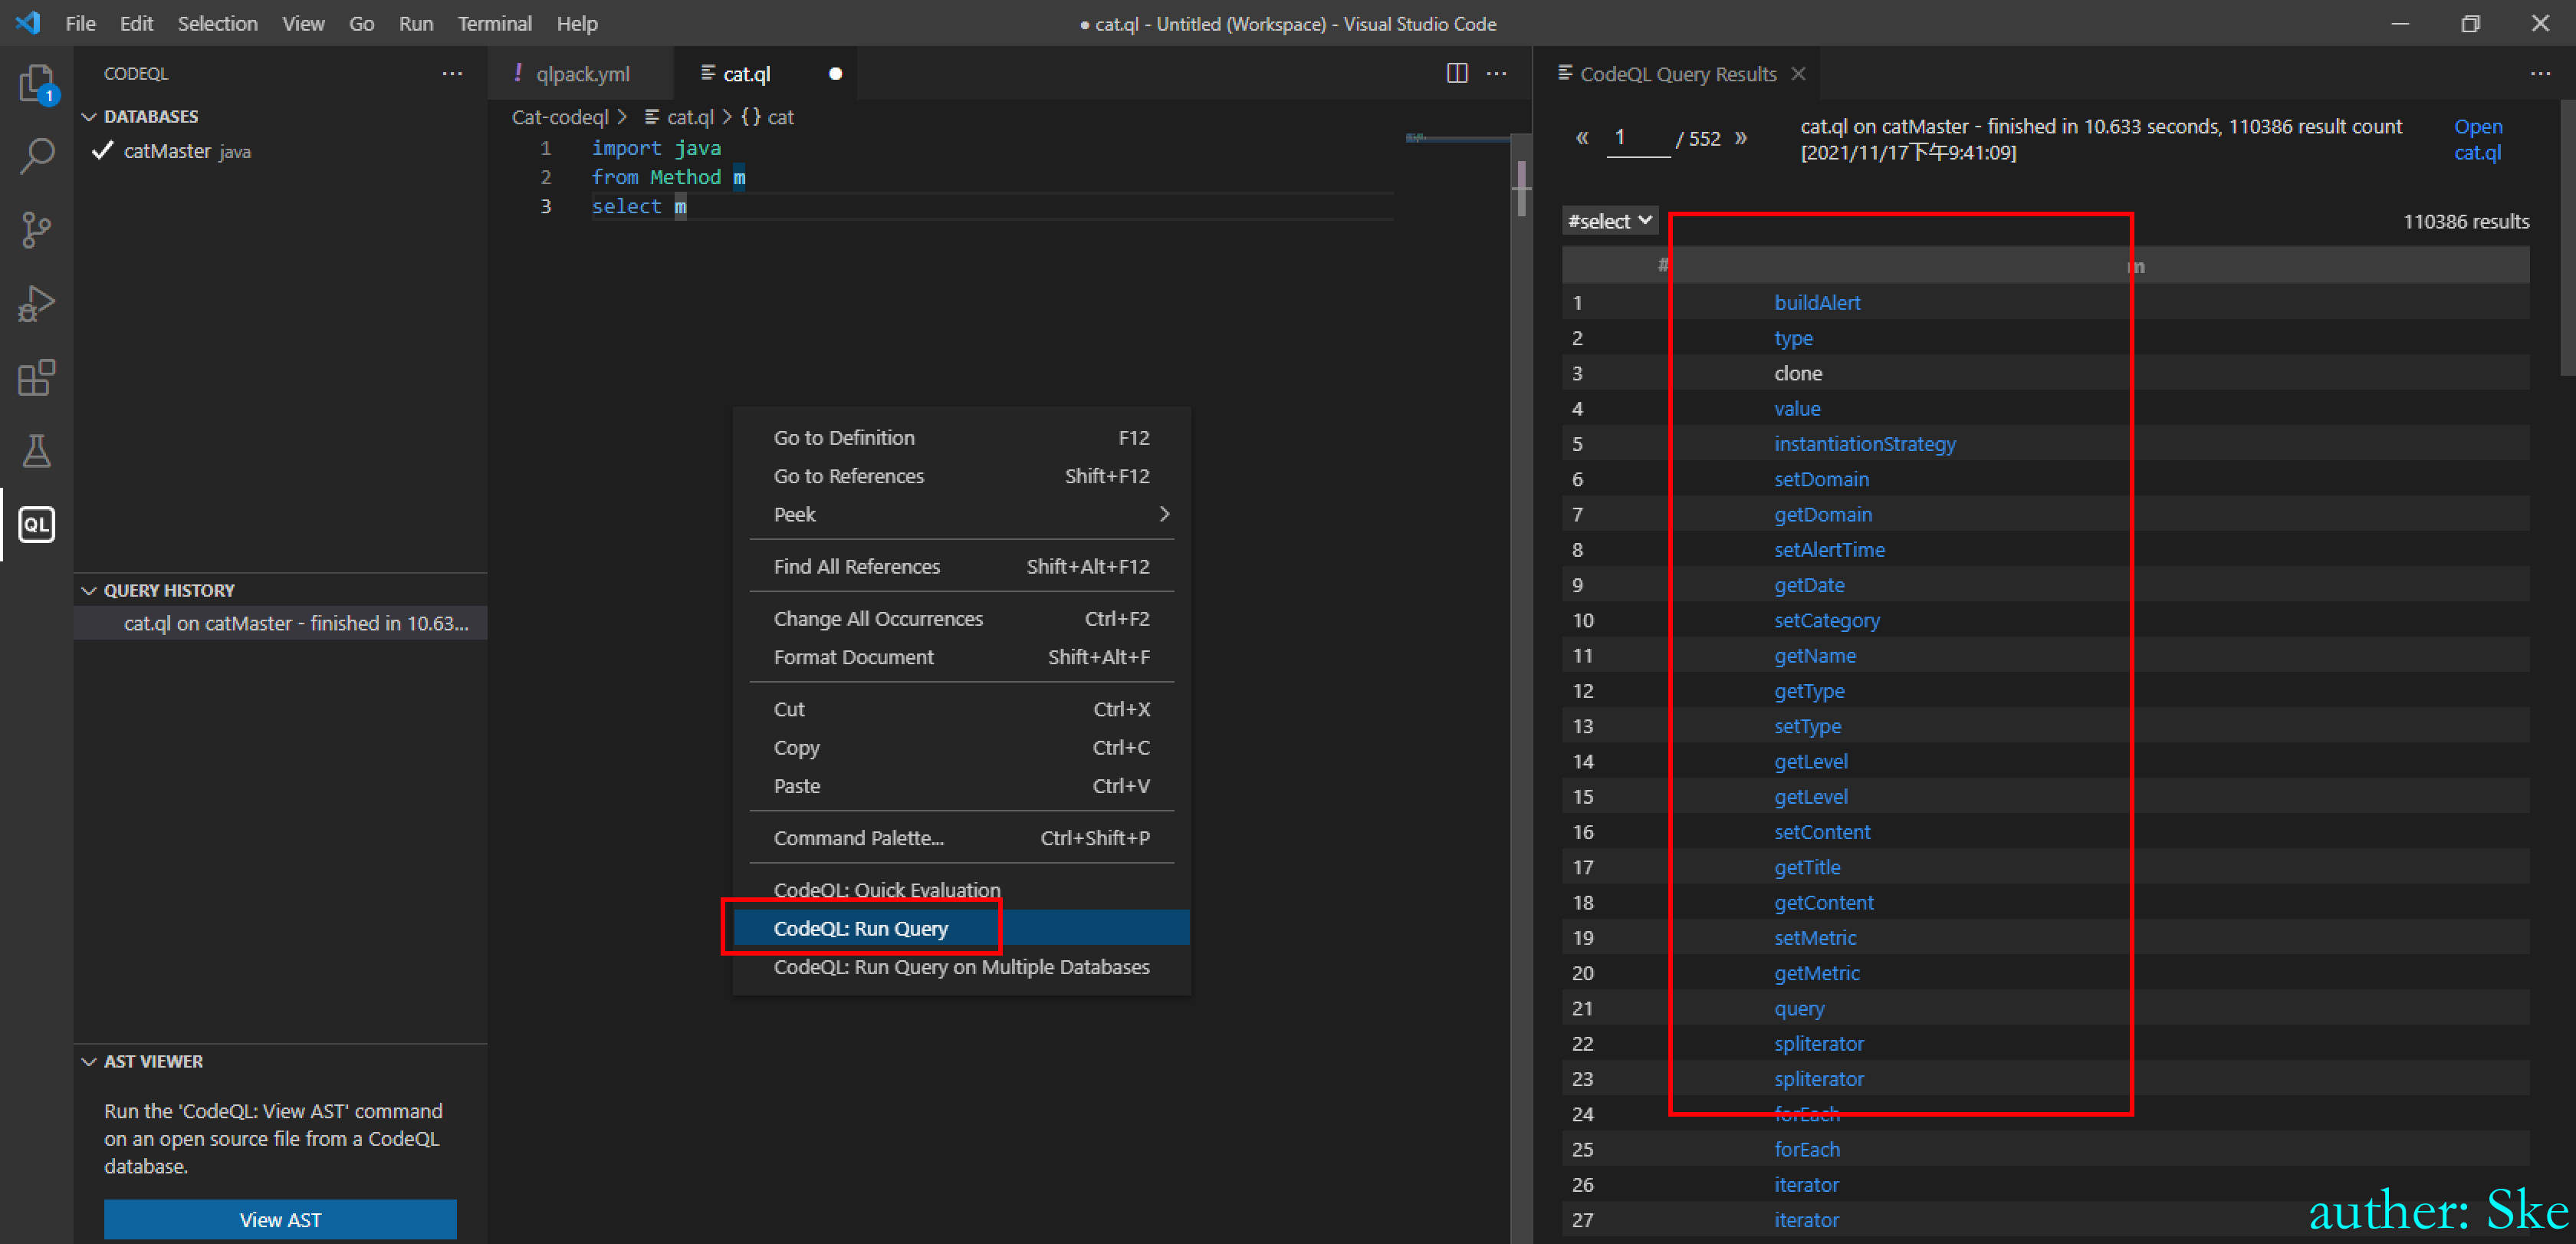 File Edit Selection View Go Run Terminal Help
● cat.ql - Untitled (Workspace) - Visual Studio Code
1
CODEQL
DATABASES
catMaster java
QL
QUERY HISTORY
cat.ql on catMaster - finished in 10.63...
AST VIEWER
Run the 'CodeQL: View AST' command
on an open source file from a CodeQL
database.
View AST
! qlpack.yml
cat.ql
Cat-codeql > cat.ql > {} cat
1 import java
2 from Method m
3 select m
Go to Definition F12
Go to References Shift+F12
Peek
Find All References Shift+Alt+F12
Change All Occurrences Ctrl+F2
Format Document Shift+Alt+F
Cut Ctrl+X
Copy Ctrl+C
Paste Ctrl+V
Command Palette... Ctrl+Shift+P
CodeQL: Quick Evaluation
CodeQL: Run Query
CodeQL: Run Query on Multiple Databases
CodeQL Query Results
« 1 / 552 »
cat.ql on catMaster - finished in 10.633 seconds, 110386 result count
[2021/11/17下午9:41:09]
Open
cat.ql
#select
110386 results
# m
1 buildAlert
2 type
3 clone
4 value
5 instantiationStrategy
6 setDomain
7 getDomain
8 setAlertTime
9 getDate
10 setCategory
11 getName
12 getType
13 setType
14 getLevel
15 getLevel
16 setContent
17 getTitle
18 getContent
19 setMetric
20 getMetric
21 query
22 spliterator
23 spliterator
24 forEach
25 forEach
26 iterator
27 iterator
auther: Ske